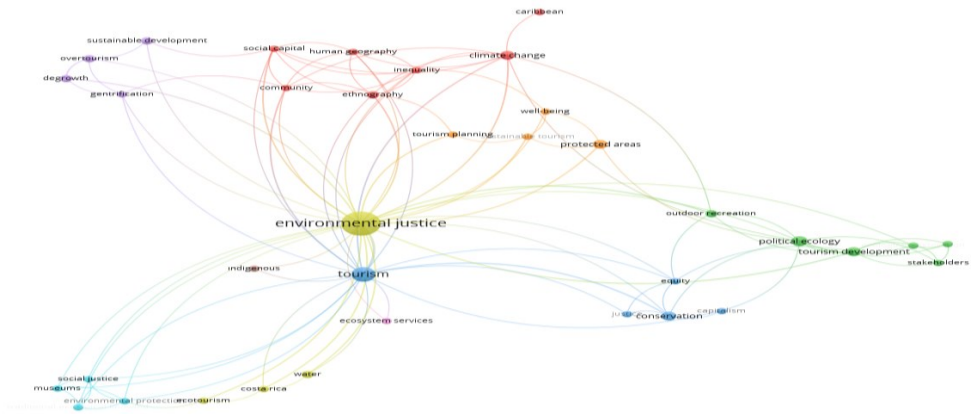 caribbean
sustainable development
social capital
human geography
climate change
overtourism
inequality
degrowth
community
gentrification
ethnography
well-being
tourism planning
sustainable tourism
protected areas
outdoor recreation
environmental justice
political ecology
tourism development
stakeholders
indigenous
tourism
equity
capitalism
justice
conservation
ecosystem services
water
social justice
museums
costa rica
environmental protection
ecotourism